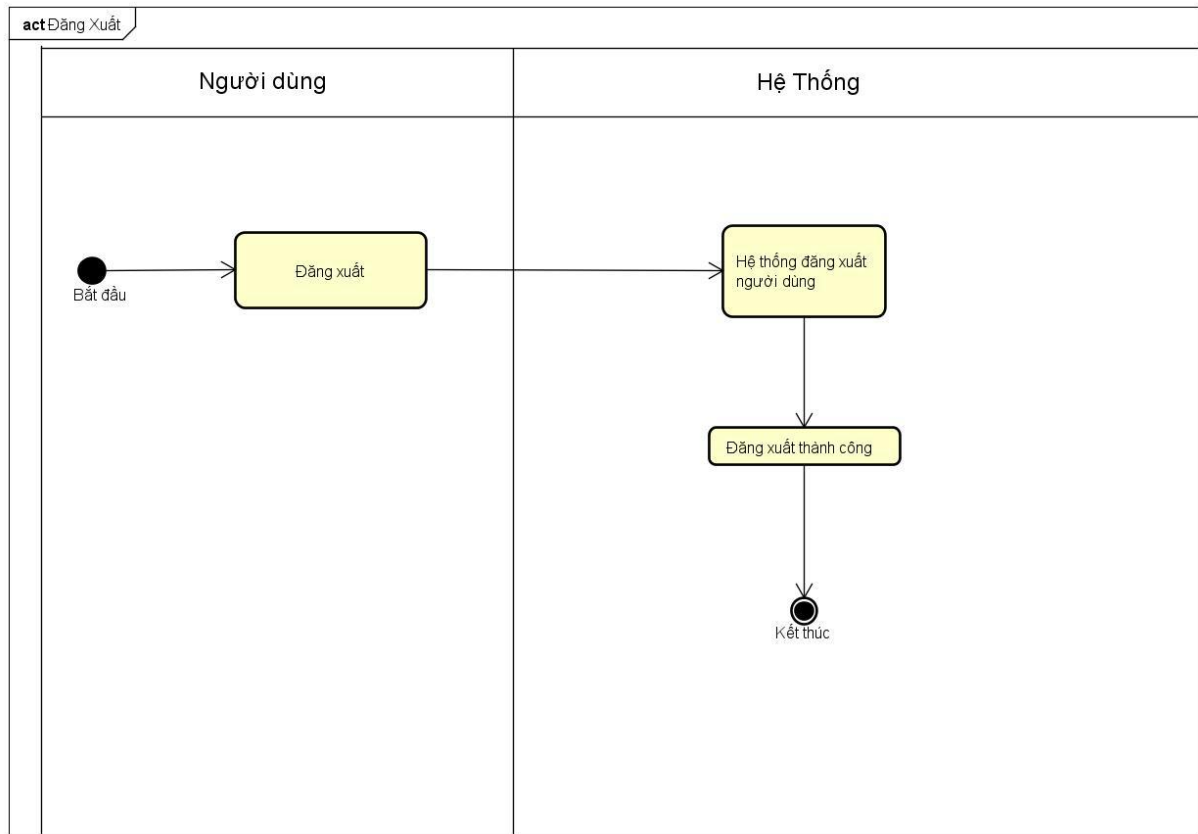 act Đăng Xuất
Người dùng
Hệ Thống
Bắt đầu
Đăng xuất
Hệ thống đăng xuất
người dùng
Đăng xuất thành công
Kết thúc